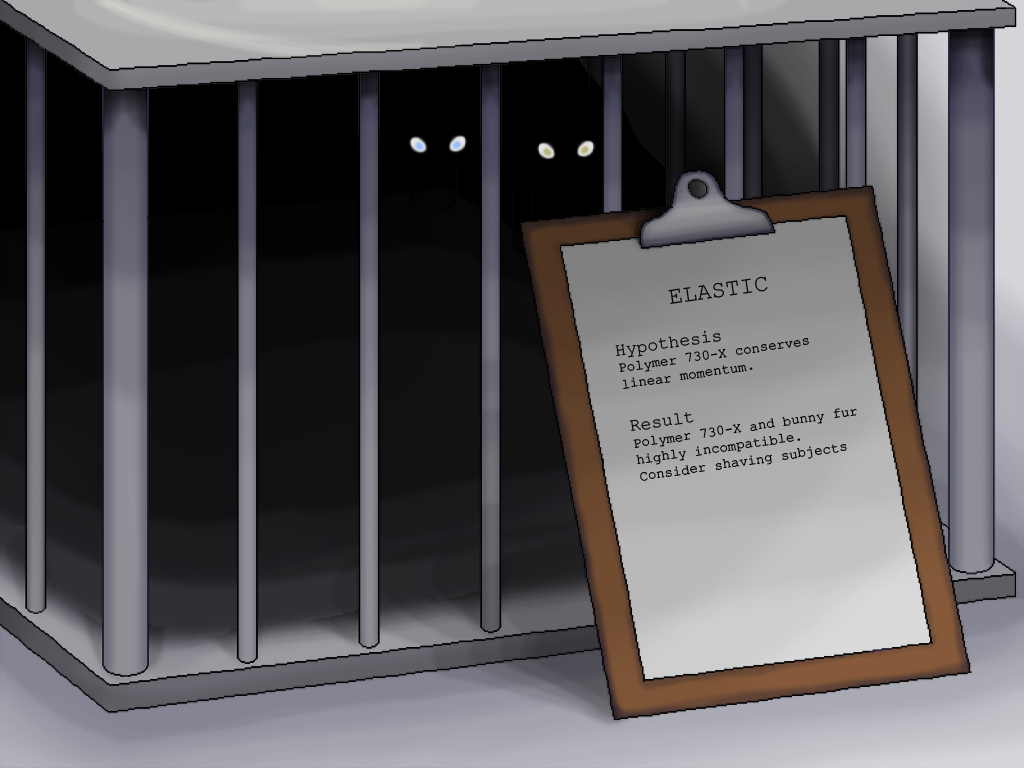 ELASTIC
Hypothesis
Polymer 730-X conserves
linear momentum.
Result
Polymer 730-X and bunny fur
highly incompatible.
Consider shaving subjects